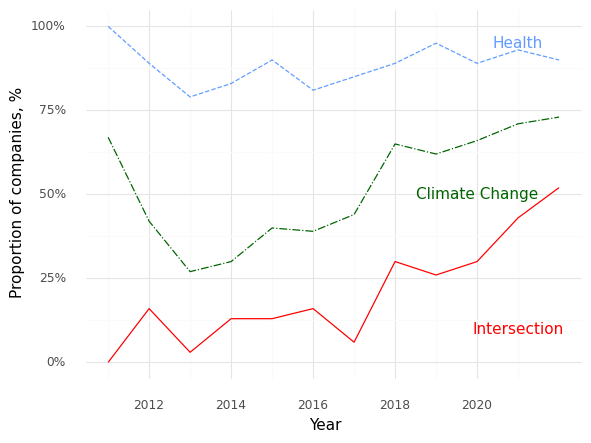 100%
75%
50%
25%
0%
Proportion of companies, %
Health
Climate Change
Intersection
2012 2014 2016 2018 2020
Year